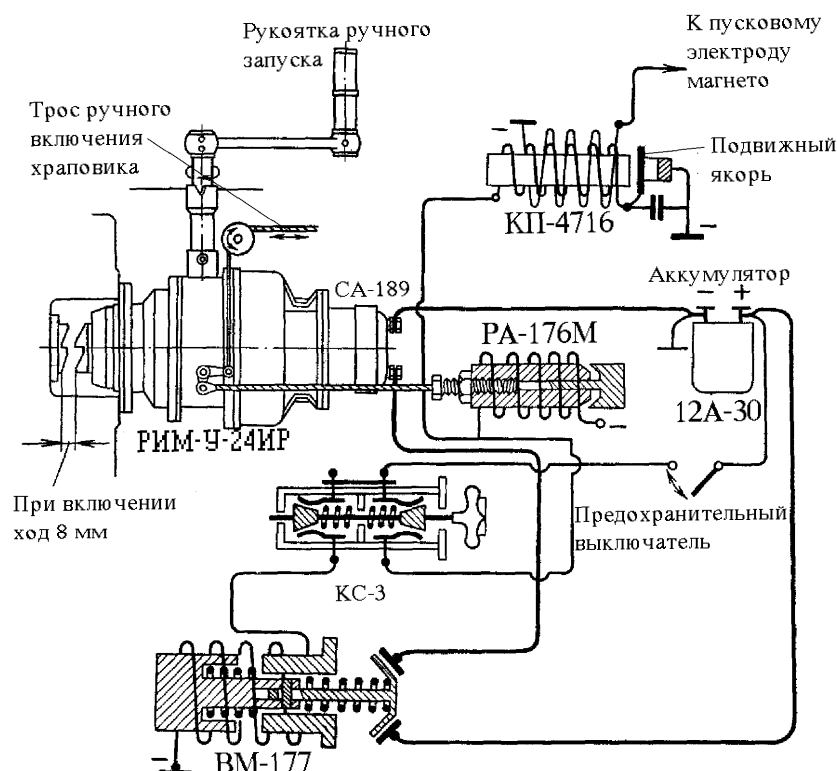 Рукоятка ручного
запуска
К пусковому
электроду
магнето
Трос ручного
включения
храповика
Подвижный
якорь
КП-4716
СА-189
Аккумулятор
РА-176М
12А-30
РИМ-У-24ИР
При включении
ход 8 мм
Предохранительный
выключатель
КС-3
ВМ-177